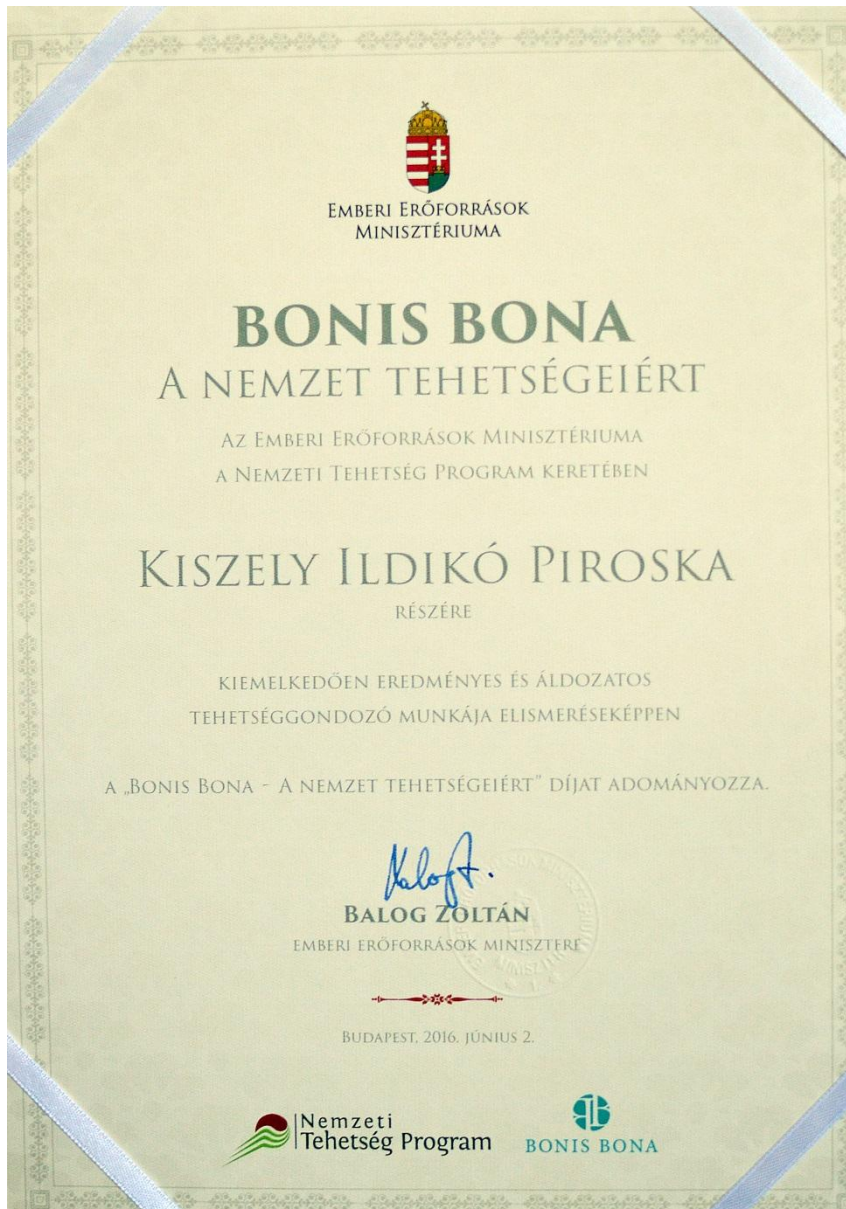 EMBERI ERŐFORRÁSOK
MINISZTÉRIUMA
BONIS BONA
A NEMZET TEHETSÉGEIÉRT
AZ EMBERI ERŐFORRÁSOK MINISZTÉRIUMA
A NEMZETI TEHETSÉG PROGRAM KERETÉBEN
KISZELY ILDIKÓ PIROSKA
RÉSZÉRE
KIEMELKEDŐEN EREDMÉNYES ÉS ÁLDOZATOS
TEHETSÉGGONDOZÓ MUNKÁJA ELISMERÉSEKÉPPEN
A „BONIS BONA - A NEMZET TEHETSÉGEIÉRT” DÍJAT ADOMÁNYOZZA.
BALOG ZOLTÁN
EMBERI ERŐFORRÁSOK MINISZTERE
BUDAPEST, 2016. JÚNIUS 2.
Nemzeti
Tehetség Program
BONIS BONA